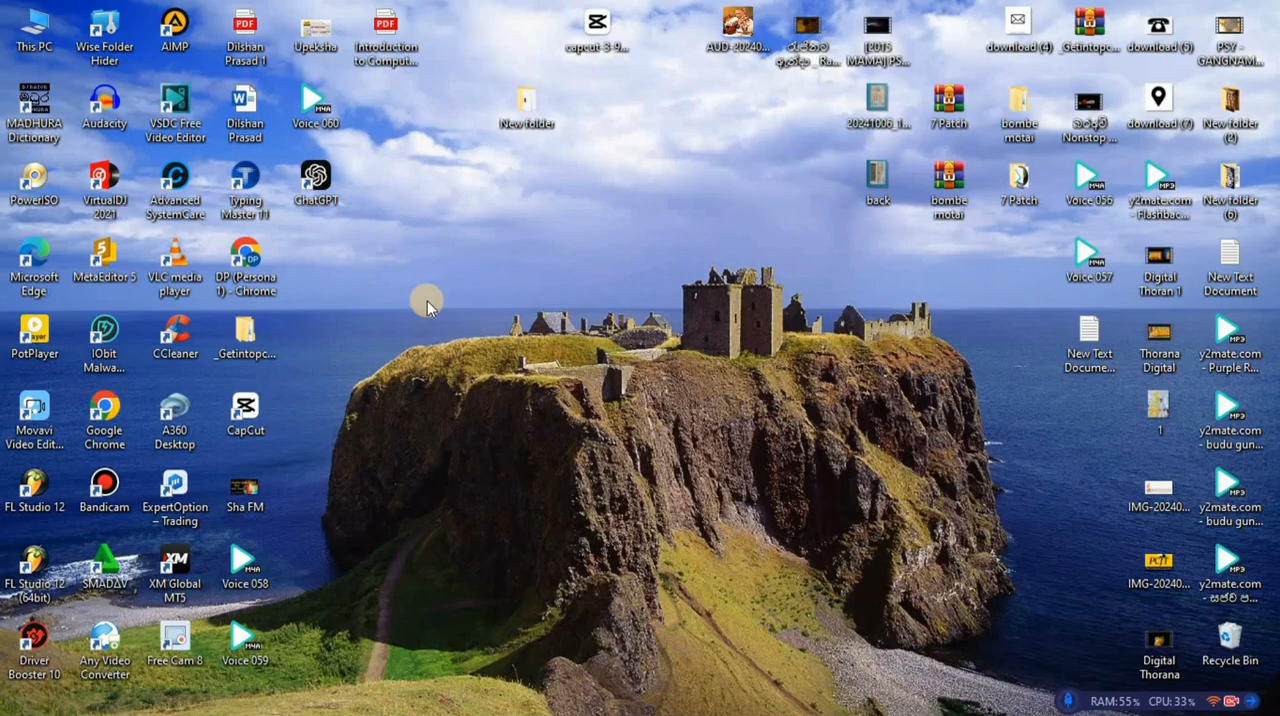 This PC
Wise Folder
Hider
AIMP
Dilshan
Prasad 1
Upeksha
Introduction
to Comput...
capcut-3-9...
AUD-20240...
[2015
MAMA] PS...
download (4)
_Getintopc...
download (5)
PSY -
GANGNAM...
MADHURA
Dictionary
Audacity
VSDC Free
Video Editor
Dilshan
Prasad
Voice 060
New folder
20241006_1...
7 Patch
bombe
motai
Nonstop ...
download (7)
New folder
(2)
PowerISO
VirtualDJ
2021
Advanced
SystemCare
Typing
Master 11
ChatGPT
back
bombe
motai
7 Patch
Voice 056
y2mate.com
- Flashbac...
New folder
(6)
Microsoft
Edge
MetaEditor 5
VLC media
player
DP (Persona
1) - Chrome
Voice 057
Digital
Thoran 1
New Text
Document
PotPlayer
IObit
Malwa...
CCleaner
_Getintopc...
New Text
Docume...
Thorana
Digital
y2mate.com
- Purple R...
Movavi
Video Edit...
Google
Chrome
A360
Desktop
CapCut
1
y2mate.com
- budu gun...
FL Studio 12
Bandicam
ExpertOption
– Trading
Sha FM
IMG-20240...
y2mate.com
- budu gun...
FL Studio 12
(64bit)
SMADAV
XM Global
MT5
Voice 058
IMG-20240...
y2mate.com
Driver
Booster 10
Any Video
Converter
Free Cam 8
Voice 059
Digital
Thorana
Recycle Bin
RAM:55% CPU:33%